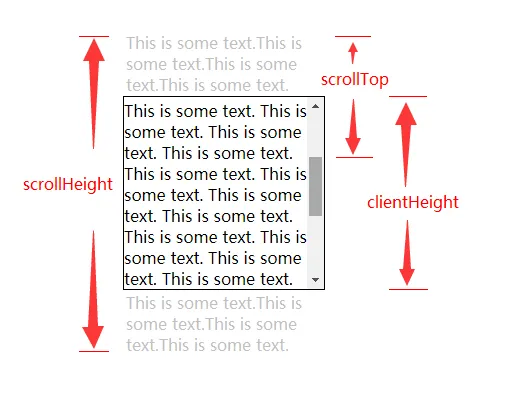 This is some text.This is
some text.This is some
text.This is some text.
scrollTop
This is some text. This is
some text. This is some
text. This is some text.
This is some text. This is
some text. This is some
text. This is some text.
This is some text. This is
some text. This is some
text. This is some text.
scrollHeight
clientHeight
This is some text.This is
some text.This is some
text.This is some text.